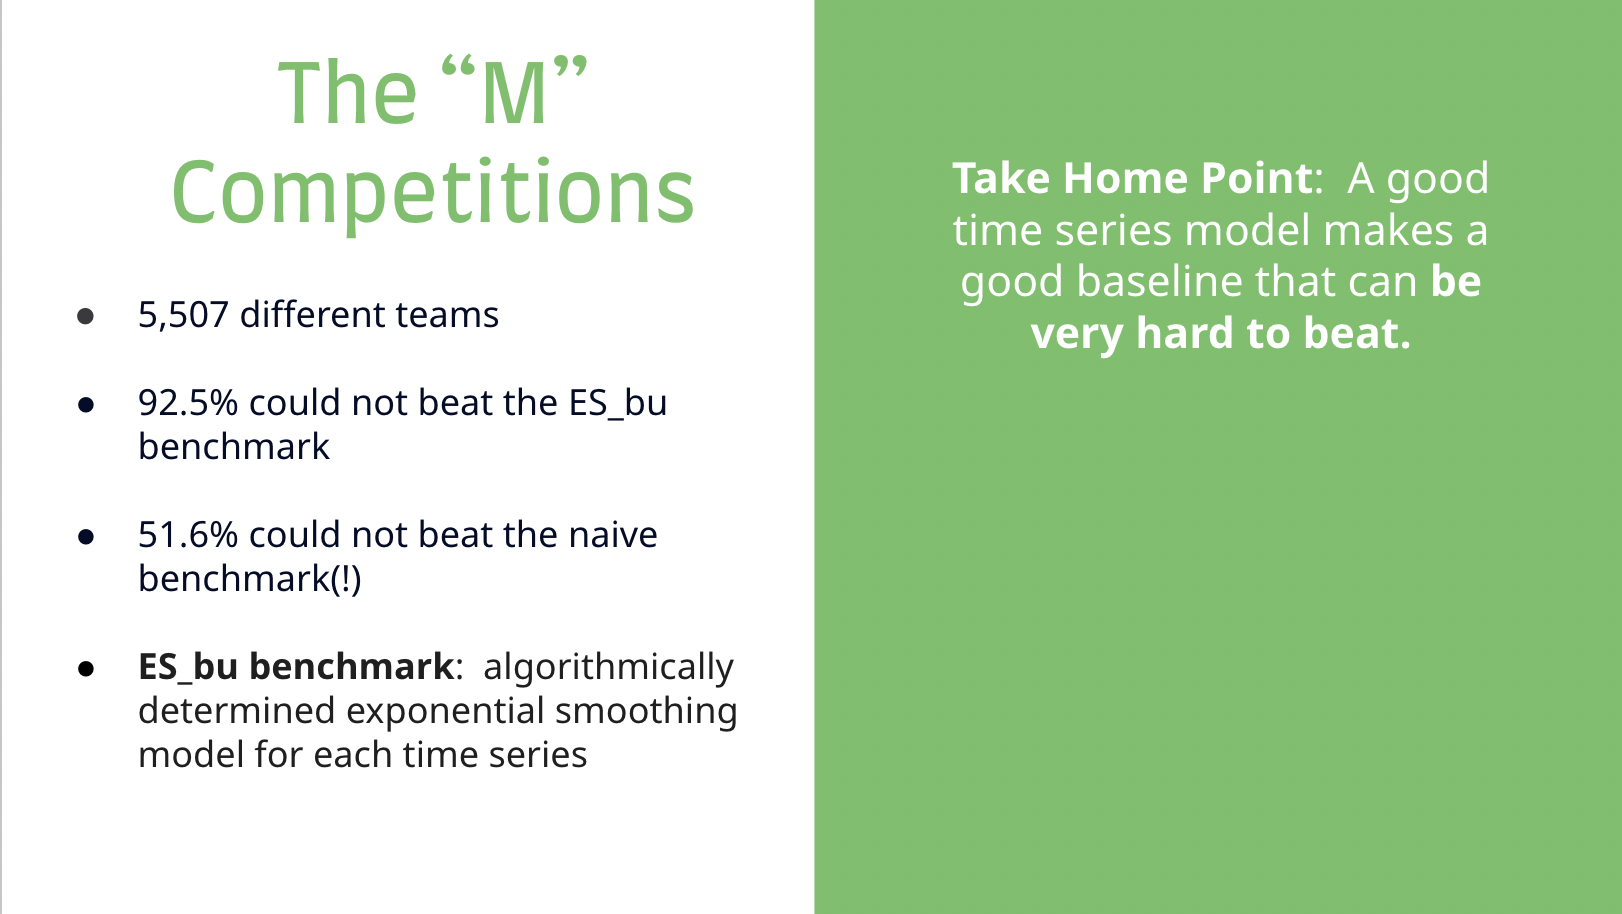 The “M”
Competitions
● 5,507 different teams
● 92.5% could not beat the ES_bu
benchmark
● 51.6% could not beat the naive
benchmark(!)
● ES_bu benchmark:  algorithmically
determined exponential smoothing
model for each time series
Take Home Point:  A good
time series model makes a
good baseline that can be
very hard to beat.